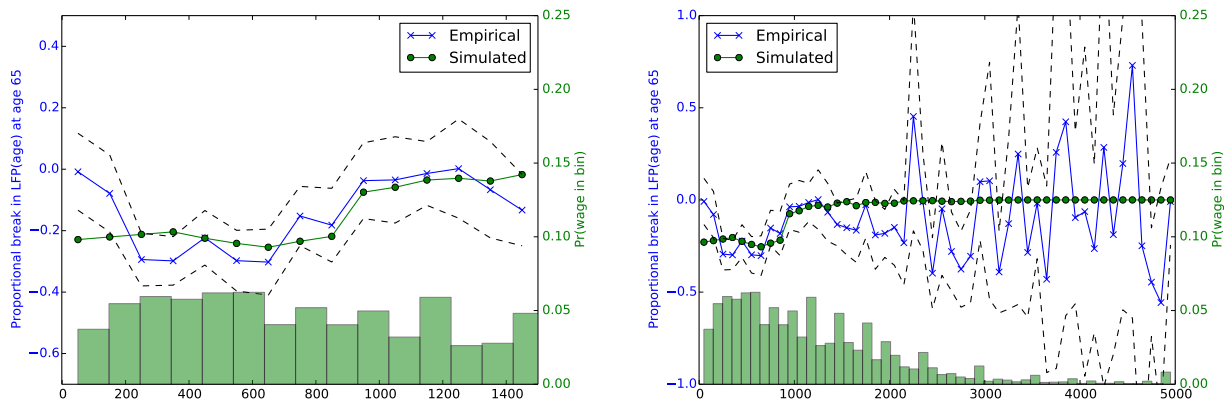 Empirical
Simulated
Proportional break in LFP(age) at age 65
0.4
0.2
0.0
−0.2
−0.4
−0.6
0.25
0.20
0.15
0.10
0.05
0.00
Pr(wage in bin)
0 200 400 600 800 1000 1200 1400
Empirical
Simulated
Proportional break in LFP(age) at age 65
1.0
0.5
0.0
−0.5
−1.0
0.25
0.20
0.15
0.10
0.05
0.00
Pr(wage in bin)
0 1000 2000 3000 4000 5000